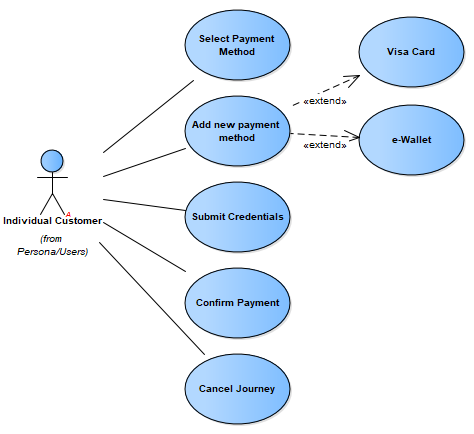 Select Payment
Method
Visa Card
«extend»
Add new payment
method
«extend»
e-Wallet
Individual Customer
(from
Persona/Users)
Submit Credentials
Confirm Payment
Cancel Journey